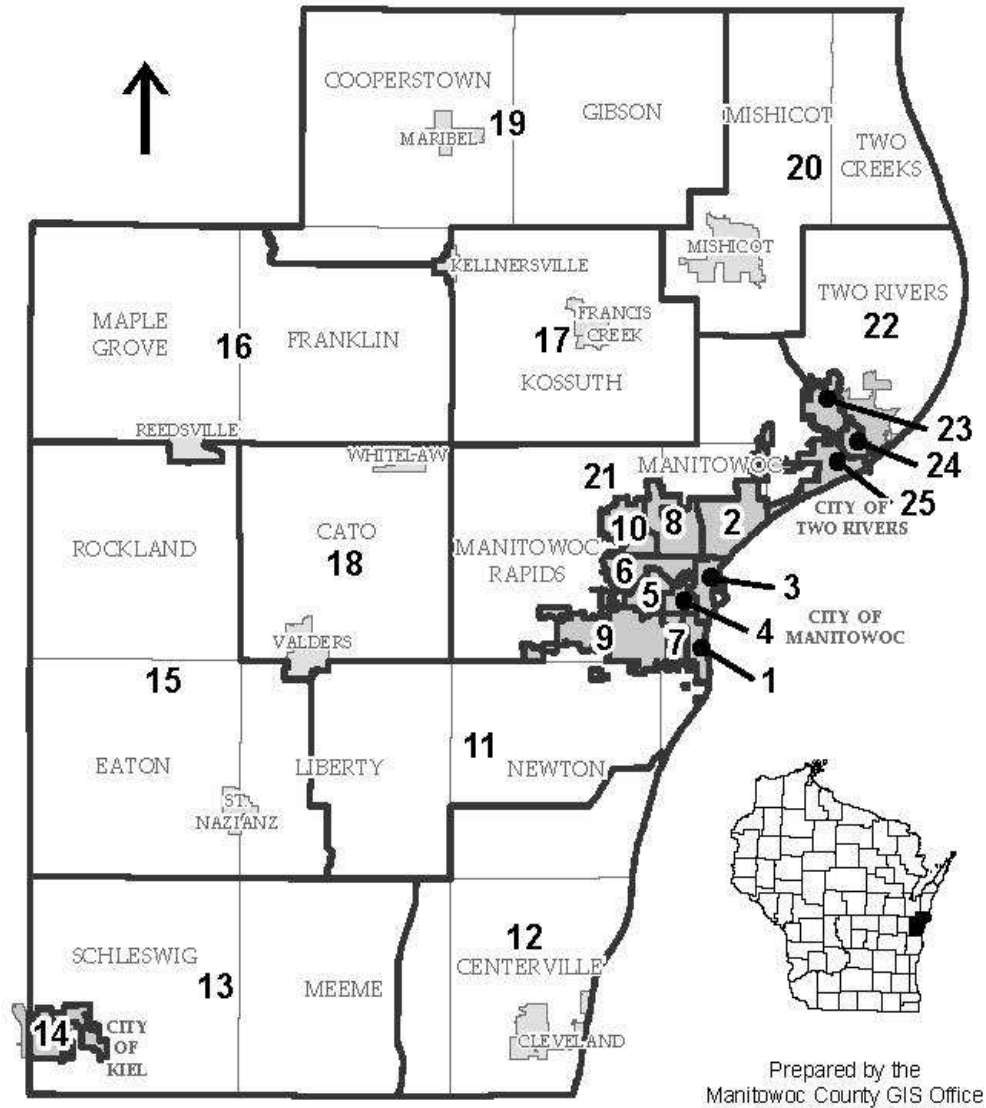 COOPERSTOWN
GIBSON
MISHICOT
19
MARIBEL
TWO
CREEKS
20
MISHICOT
KELLNERSVILLE
TWO RIVERS
22
MAPLE
GROVE
16
FRANKLIN
17
FRANCIS
CREEK
KOSSUTH
REEDSVILLE
WHITELAW
23
24
25
MANITOWOC
21
CITY OF
TWO RIVERS
10
8
2
ROCKLAND
CATO
18
MANITOWOC
RAPIDS
6
5
3
4
CITY OF
MANITOWOC
9
7
1
VALDERS
15
11
EATON
LIBERTY
NEWTON
ST.
NAZIANZ
12
CENTERVILLE
SCHLESWIG
13
MEEME
14
CITY
OF
KIEL
CLEVELAND
Prepared by the
Manitowoc County GIS Office